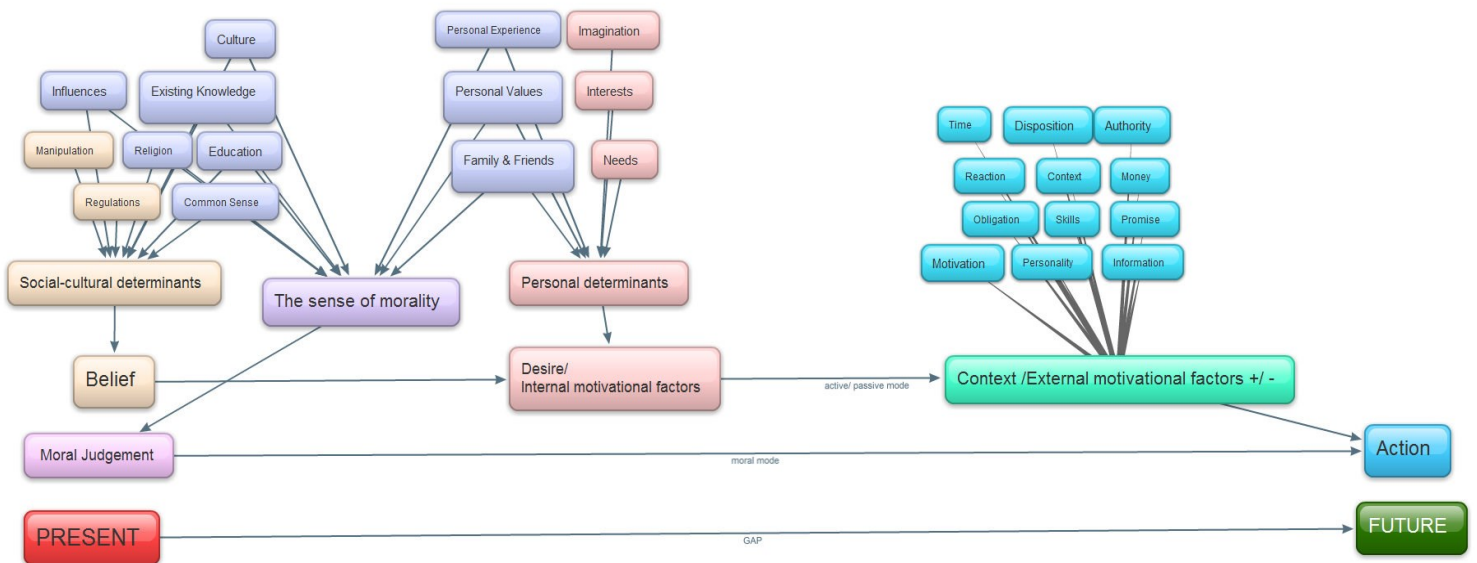 Culture
Personal Experience
Imagination
Influences
Existing Knowledge
Personal Values
Interests
Time
Disposition
Authority
Manipulation
Religion
Education
Family & Friends
Needs
Reaction
Context
Money
Regulations
Common Sense
Obligation
Skills
Promise
Motivation
Personality
Information
Social-cultural determinants
The sense of morality
Personal determinants
Belief
Desire/
Internal motivational factors
active/ passive mode
Context /External motivational factors +/ -
Moral Judgement
moral mode
Action
PRESENT
GAP
FUTURE